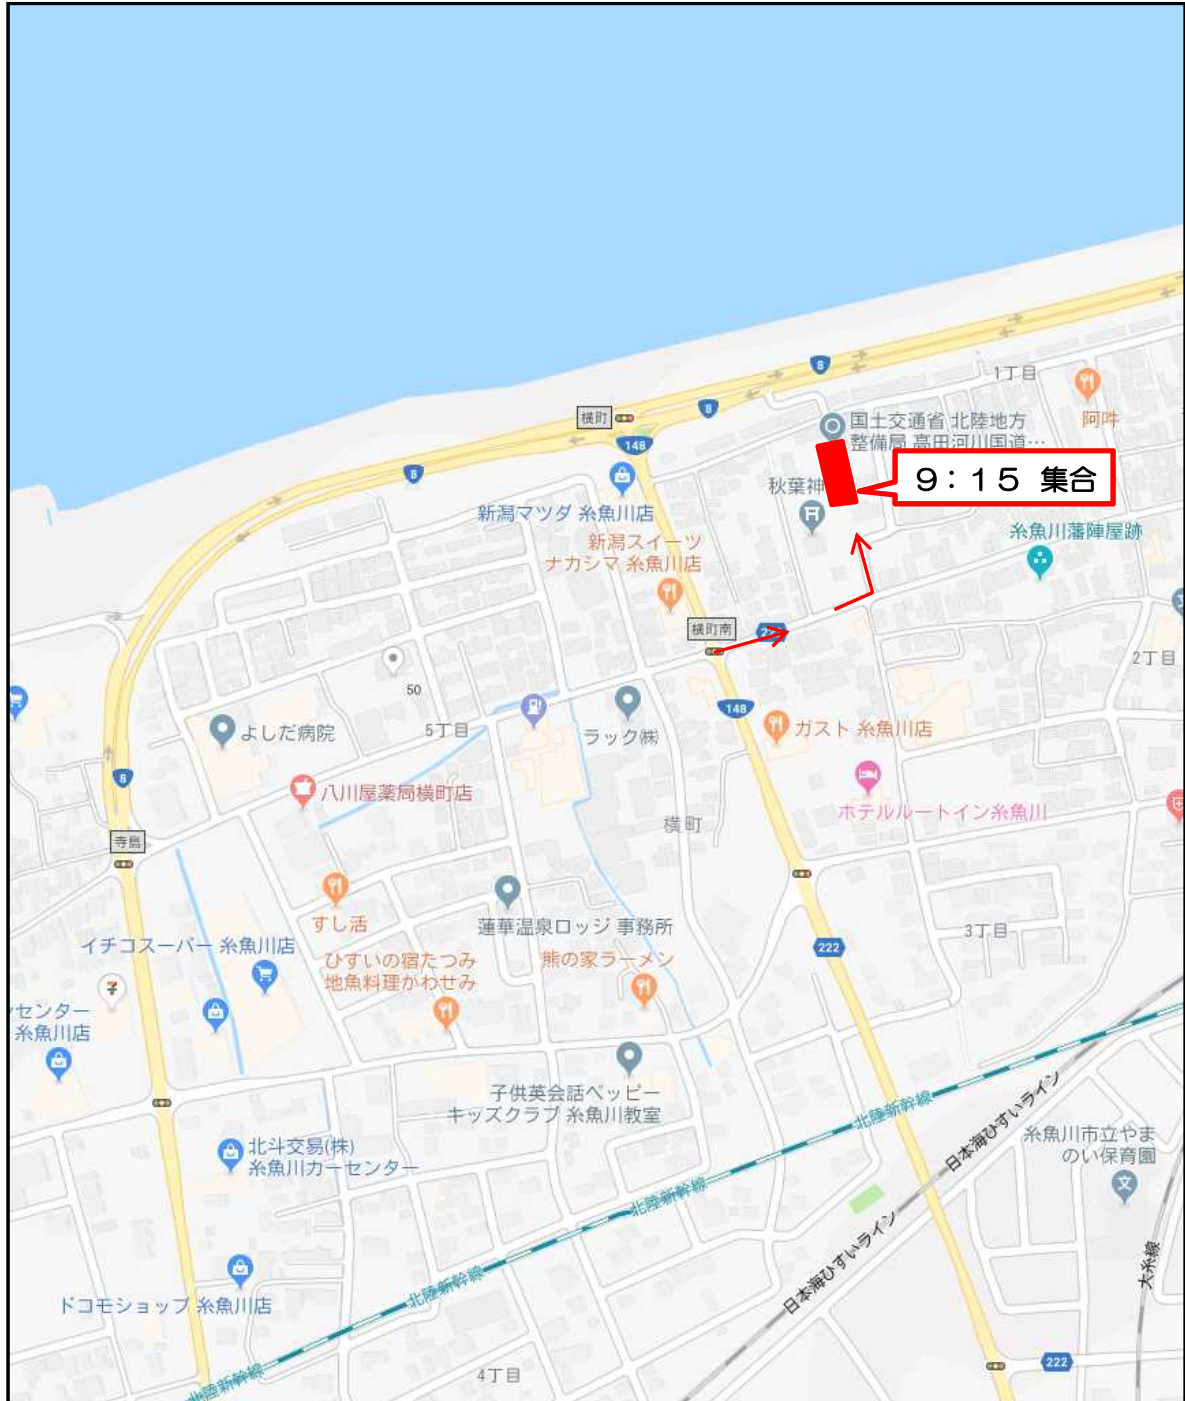 8
1丁目
横町
8
阿吽
国土交通省 北陸地方
整備局 高田河川国道…
148
8
9:15 集合
秋葉神
新潟マツダ 糸魚川店
糸魚川藩陣屋跡
新潟スイーツ
ナカシマ 糸魚川店
横町南
2丁目
50
148
よしだ病院
5丁目
ラック㈱
ガスト 糸魚川店
8
八川屋薬局横町店
ホテルルートイン糸魚川
横町
寺島
すし活
蓮華温泉ロッジ 事務所
3丁目
イチコスーパー 糸魚川店
222
ひすいの宿たつみ
地魚料理かわせみ
熊の家ラーメン
センター
糸魚川店
子供英会話ペッピー
キッズクラブ 糸魚川教室
北陸新幹線
日本海ひすいライン
糸魚川市立やま
のい保育園
北斗交易(株)
糸魚川カーセンター
北陸新幹線
日本海ひすいライン
大糸線
北陸新幹線
ドコモショップ 糸魚川店
222
4丁目
北陸新幹線